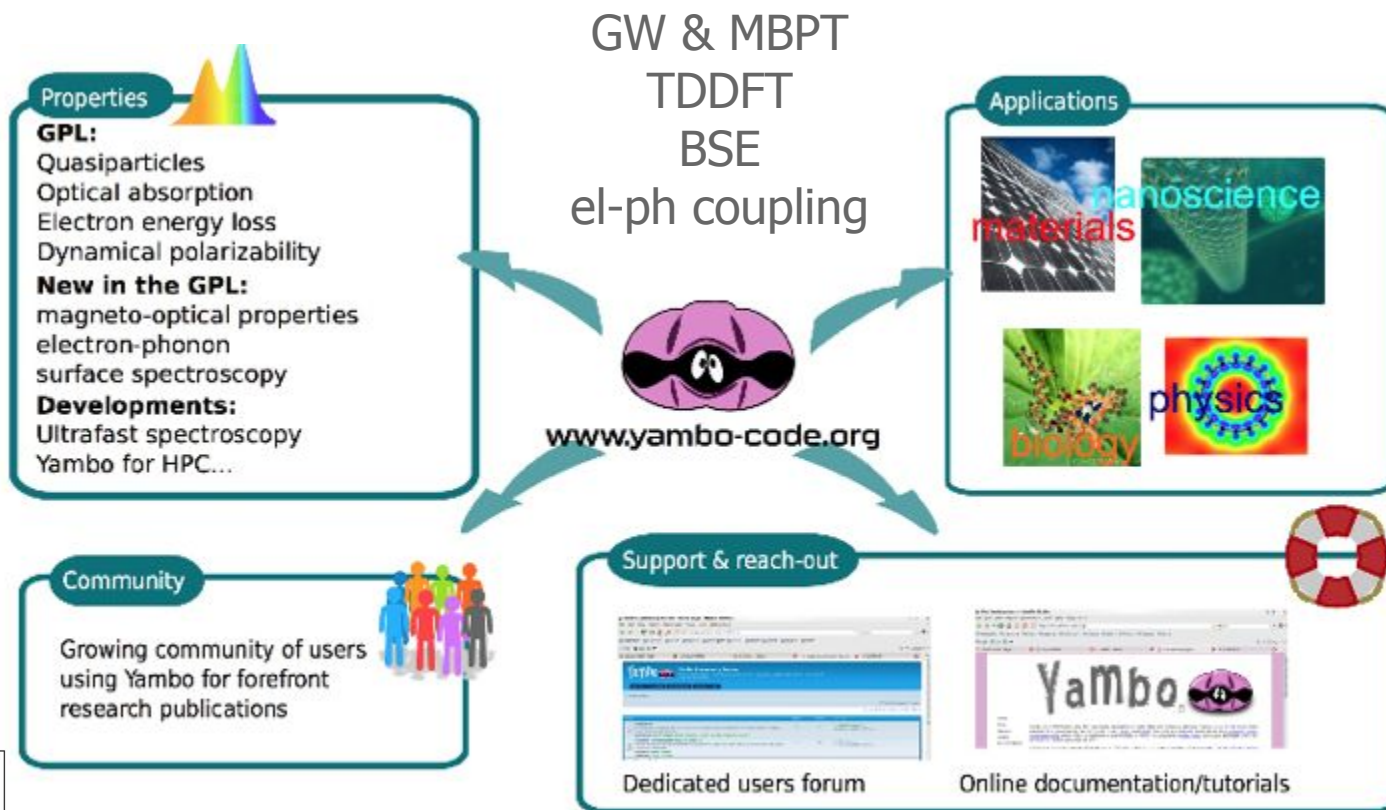 GW & MBPT
TDDFT
BSE
el-ph coupling
Properties
GPL:
Quasiparticles
Optical absorption
Electron energy loss
Dynamical polarizability
New in the GPL:
magneto-optical properties
electron-phonon
surface spectroscopy
Developments:
Ultrafast spectroscopy
Yambo for HPC...
Applications
nanoscience
materials
biology
physics
www.yambo-code.org
Community
Growing community of users
using Yambo for forefront
research publications
Support & reach-out
Yambo
Yambo
Dedicated users forum
Online documentation/tutorials